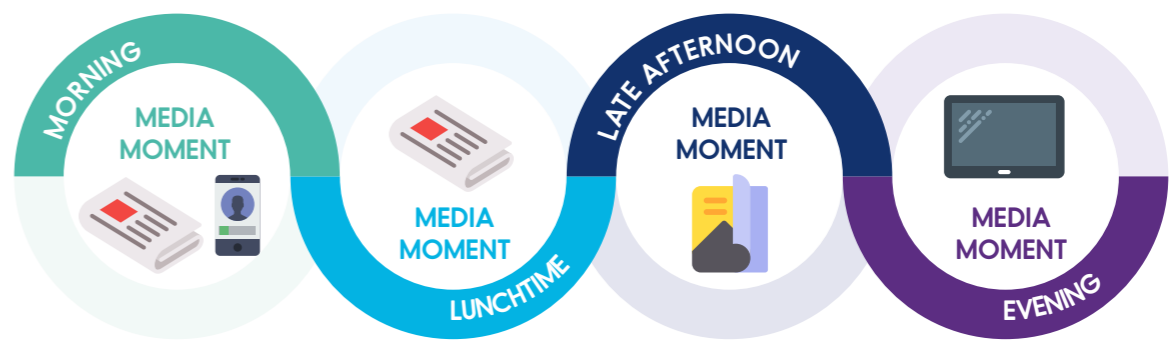 MORNING
MEDIA
MOMENT
MEDIA
MOMENT
LUNCHTIME
LATE AFTERNOON
MEDIA
MOMENT
MEDIA
MOMENT
EVENING